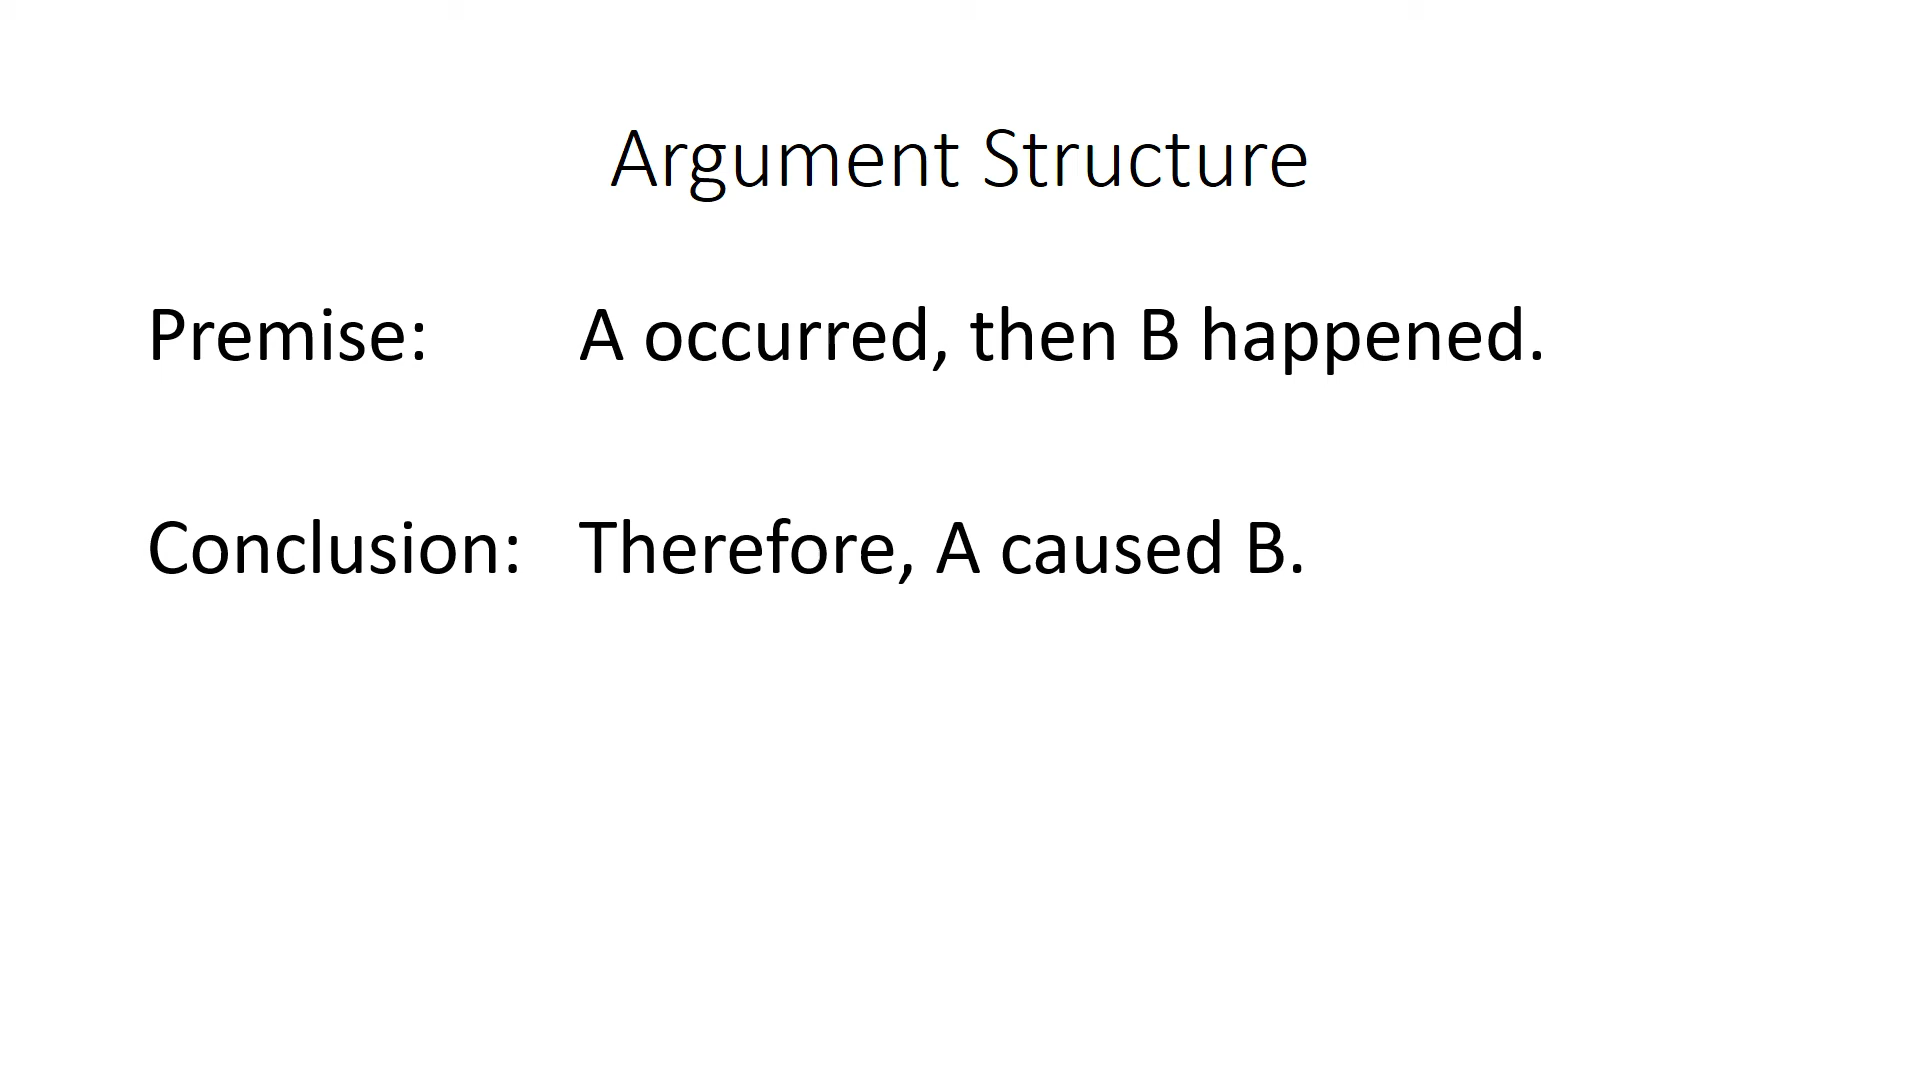 Argument Structure
Premise: A occurred, then B happened.
Conclusion: Therefore, A caused B.